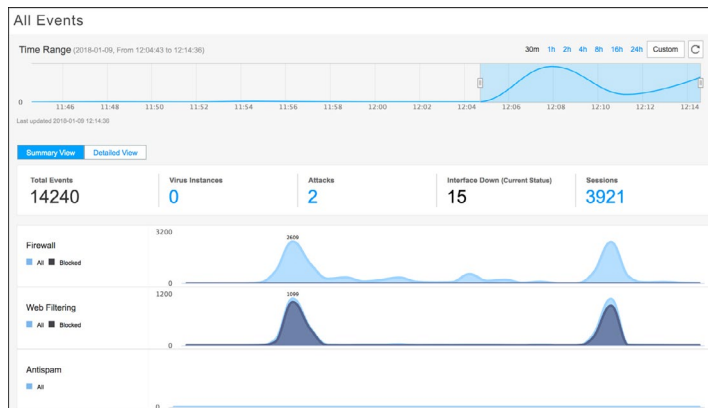 All Events
Time Range (2018-01-09, From 12:04:43 to 12:14:36)
30m 1h 2h 4h 8h 16h 24h Custom
0
11:46 11:48 11:50 11:52 11:54 11:56 11:58 12:00 12:02 12:04 12:06 12:08 12:10 12:12 12:14
Last updated 2018-01-09 12:14:36
Summary View Detailed View
Total Events Virus Instances Attacks Interface Down (Current Status) Sessions
14240 0 2 15 3921
3200
2609
Firewall
All Blocked
0
1200
1099
Web Filtering
All Blocked
0
Antispam
All
0